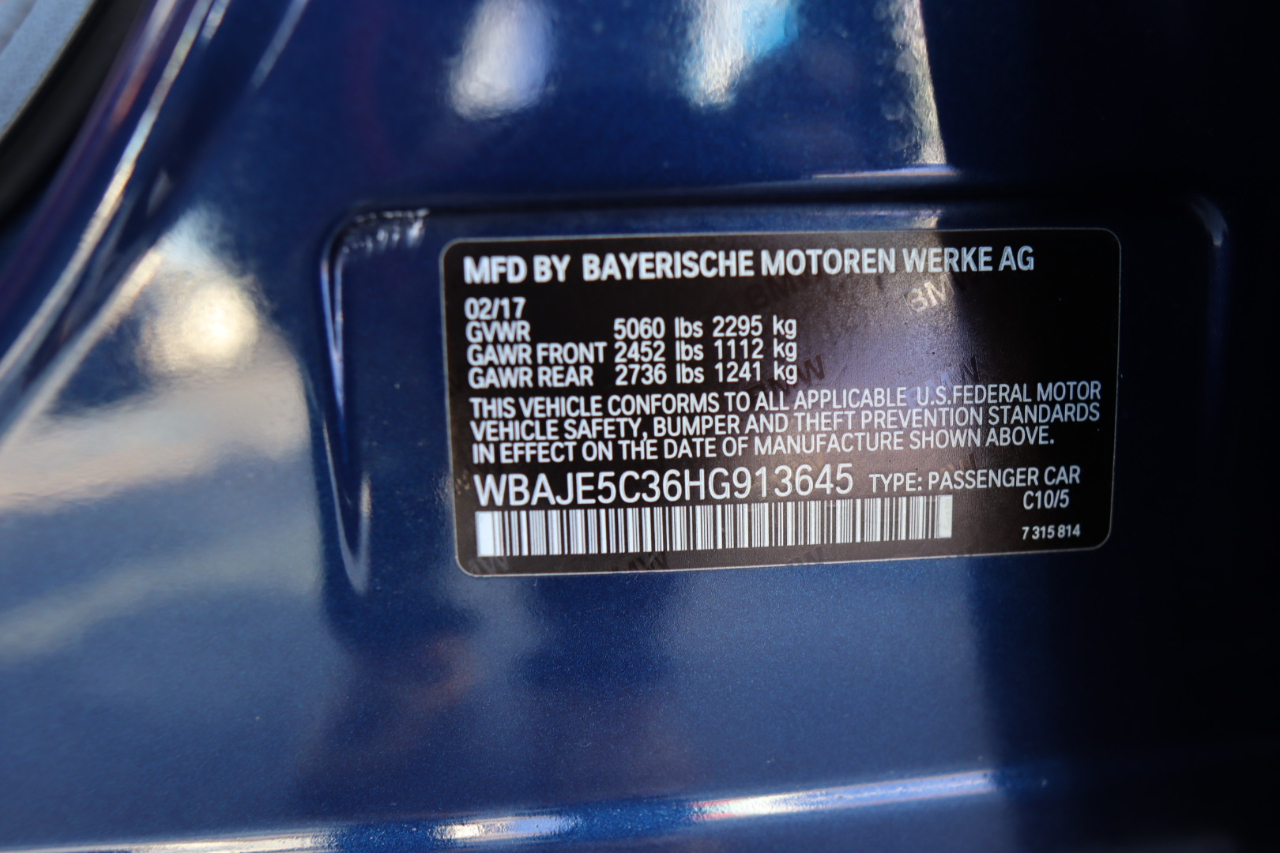 MFD BY BAYERISCHE MOTOREN WERKE AG
02/17
GVWR 5060 lbs 2295 kg
GAWR FRONT 2452 lbs 1112 kg
GAWR REAR 2736 lbs 1241 kg
THIS VEHICLE CONFORMS TO ALL APPLICABLE U.S.FEDERAL MOTOR
VEHICLE SAFETY, BUMPER AND THEFT PREVENTION STANDARDS
IN EFFECT ON THE DATE OF MANUFACTURE SHOWN ABOVE.
WBAJE5C36HG913645 TYPE: PASSENGER CAR
C10/5
7 315 814